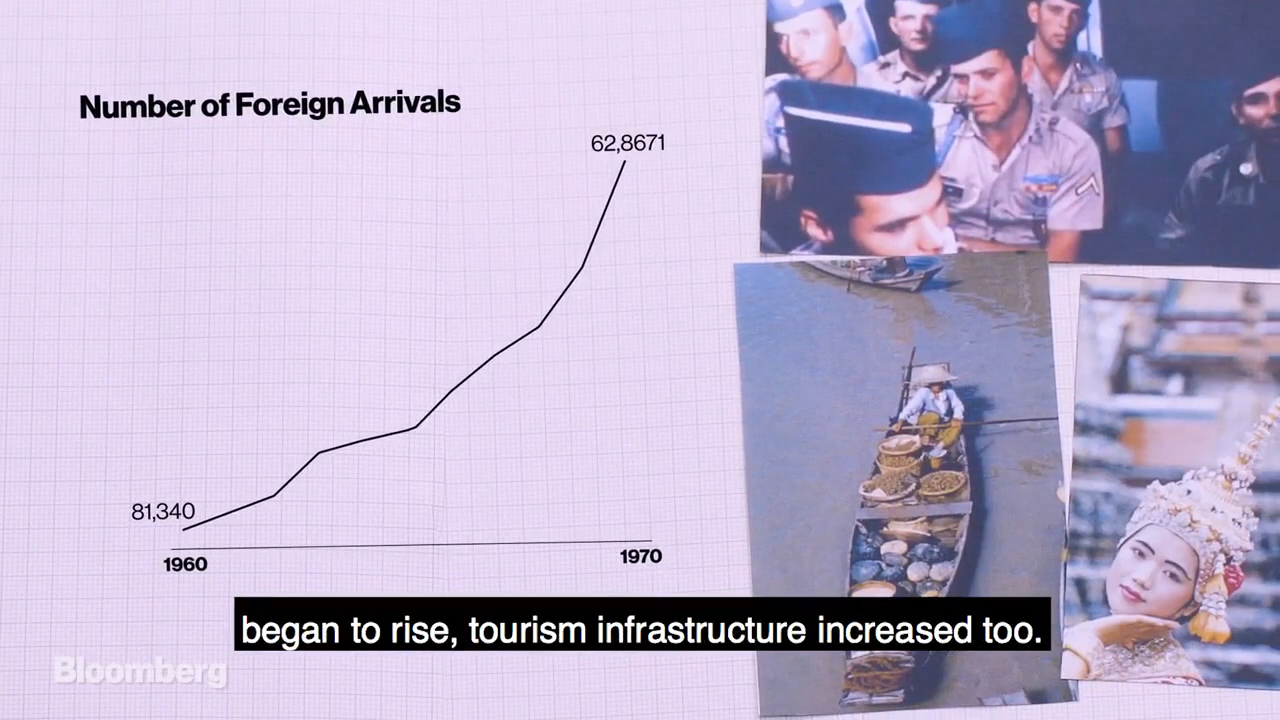 Number of Foreign Arrivals
62,8671
81,340
1960
1970
began to rise, tourism infrastructure increased too.
Bloomberg